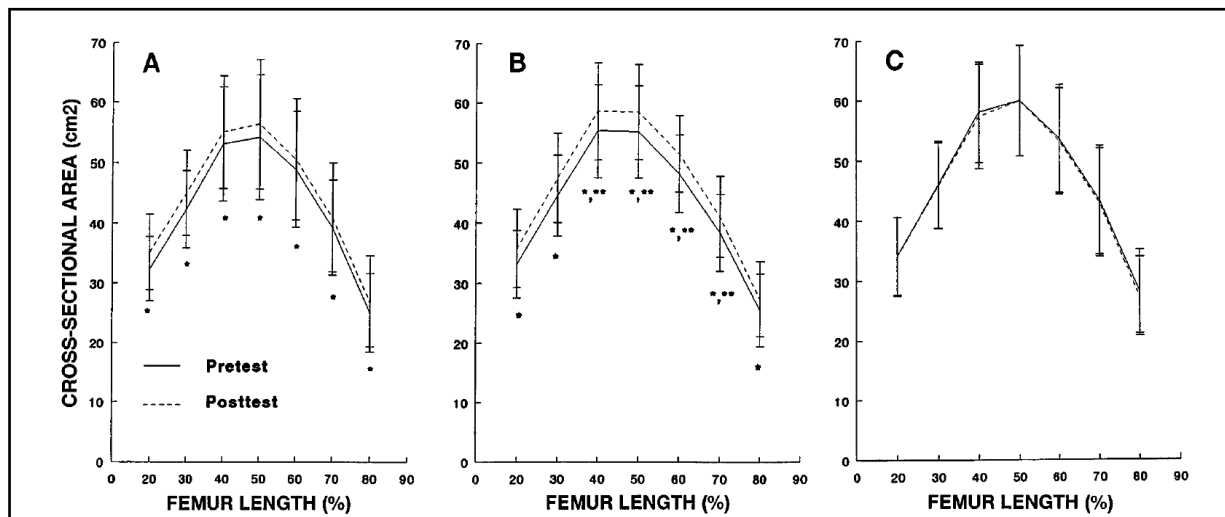 A
B
C
CROSS-SECTIONAL AREA (cm2)
70
60
50
40
30
20
10
0
* * * * * * *
Pretest
Posttest
0 20 30 40 50 60 70 80 90
FEMUR LENGTH (%)
70
60
50
40
30
20
10
0
* * *,** *,** *,** *,** *
0 20 30 40 50 60 70 80 90
FEMUR LENGTH (%)
70
60
50
40
30
20
10
0
0 20 30 40 50 60 70 80 90
FEMUR LENGTH (%)